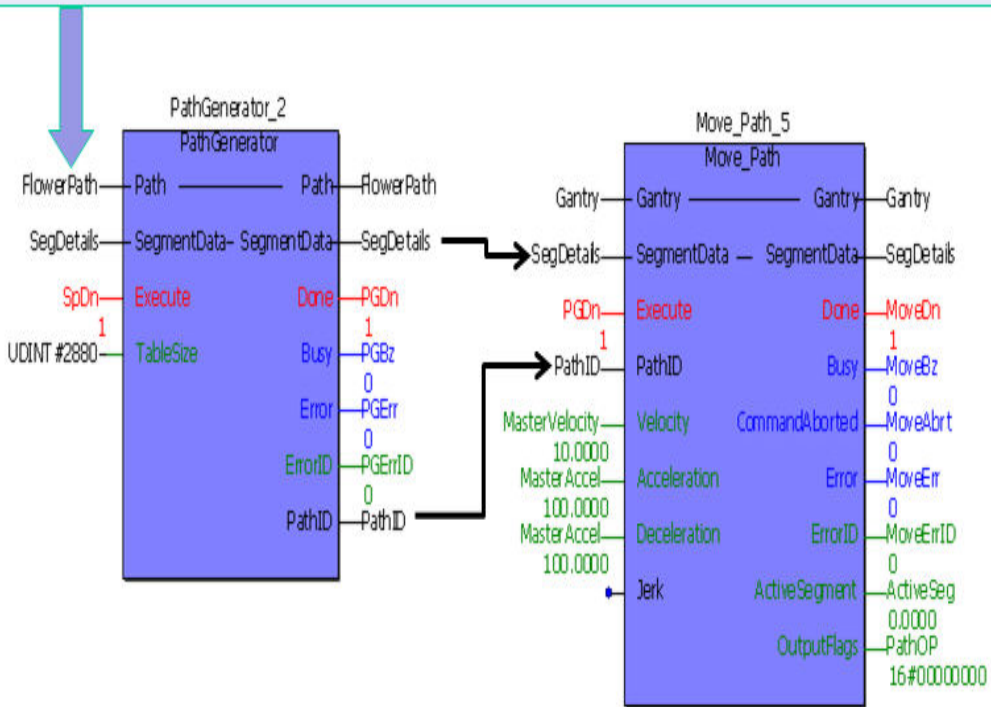 PathGenerator_2
PathGenerator
FlowerPath Path Path FlowerPath
SegDetails SegmentData SegmentData SegDetails
SpDn Execute Done PGDn
1 1
UDINT #2880 TableSize Busy PGBz
0
Error PGErr
0
ErrorID PGErrID
0
PathID PathID
Move_Path_5
Move_Path
Gantry Gantry Gantry Gantry
SegDetails SegmentData SegmentData SegDetails
PGDn Execute Done MoveDn
1 1
PathID PathID Busy MoveBz
0
MasterVelocity Velocity CommandAborted MoveAbrt
10.0000 0
MasterAccel Acceleration Error MoveErr
100.0000 0
MasterAccel Deceleration ErrorID MoveErrID
100.0000 0
Jerk ActiveSegment ActiveSeg
0.0000
OutputFlags PathOP
16#00000000